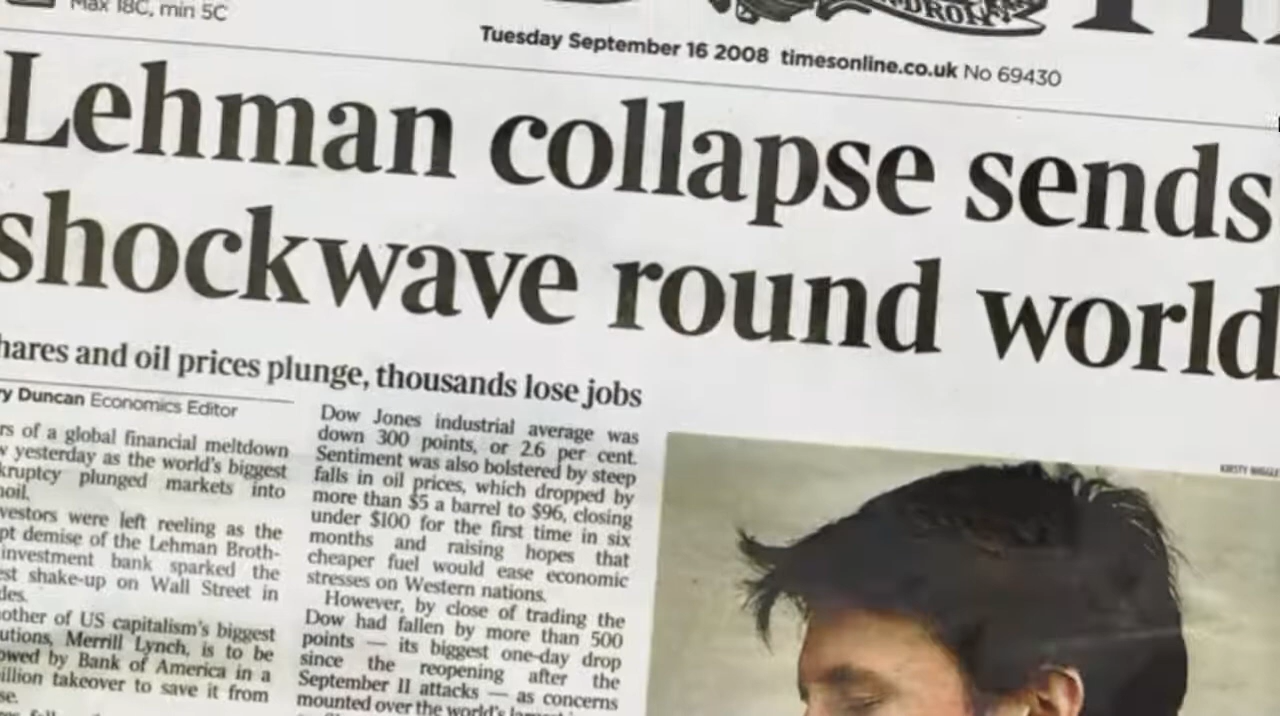 Max 18C, min 5C
DROIT
Tuesday September 16 2008 timesonline.co.uk No 69430
Lehman collapse sends
shockwave round world
hares and oil prices plunge, thousands lose jobs
ry Duncan Economics Editor
rs of a global financial meltdown
w yesterday as the world's biggest
kruptcy plunged markets into
noil.
vestors were left reeling as the
pt demise of the Lehman Broth-
investment bank sparked the
est shake-up on Wall Street in
des.
nother of US capitalism's biggest
utions, Merrill Lynch, is to be
owed by Bank of America in a
illion takeover to save it from
se.
Dow Jones industrial average was
down 300 points, or 2.6 per cent.
Sentiment was also bolstered by steep
falls in oil prices, which dropped by
more than $5 a barrel to $96, closing
under $100 for the first time in six
months and raising hopes that
cheaper fuel would ease economic
stresses on Western nations.
However, by close of trading the
Dow had fallen by more than 500
points — its biggest one-day drop
since the reopening after the
September 11 attacks — as concerns
mounted over the world's
KIRSTY